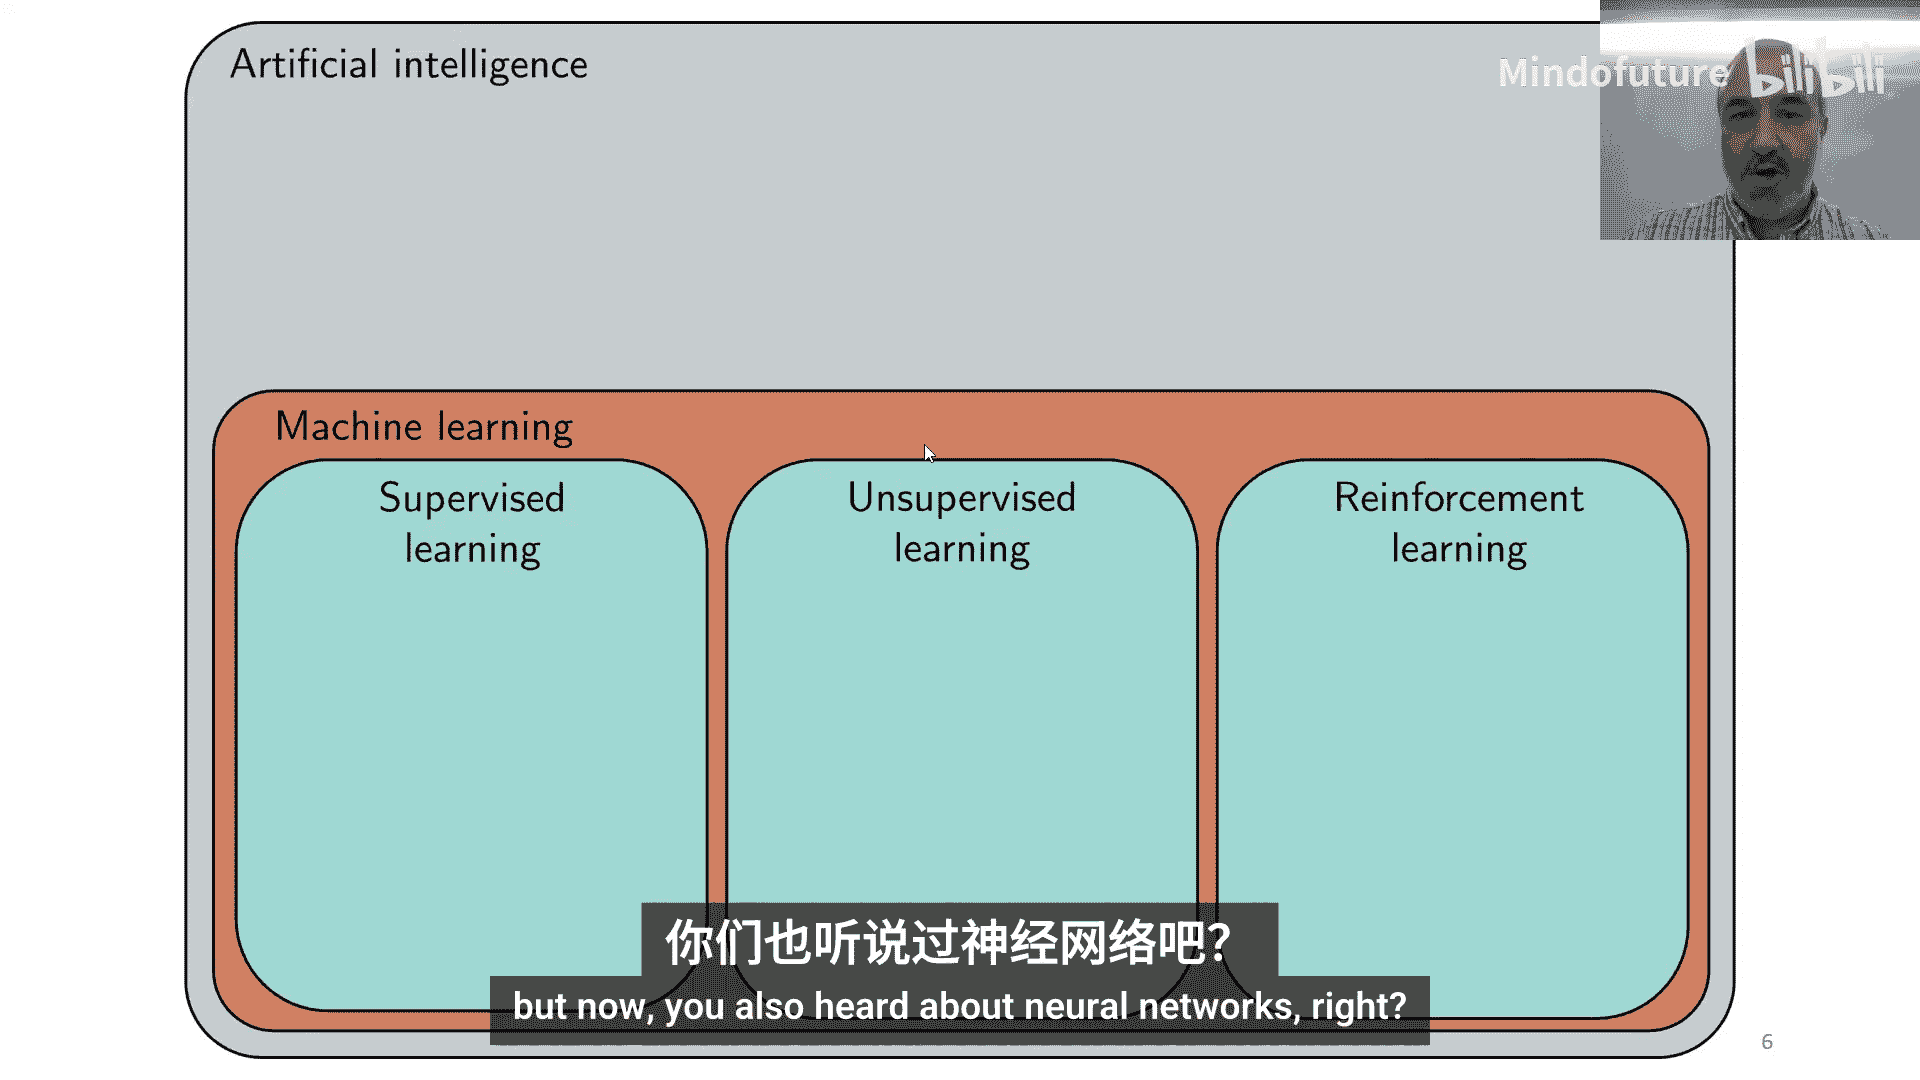 Artificial intelligence
Mindofuture bilibili
Machine learning
Supervised
learning
Unsupervised
learning
Reinforcement
learning
你们也听说过神经网络吧?
but now, you also heard about neural networks, right?
6